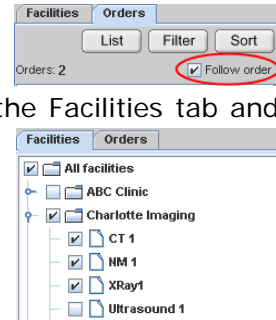 Facilities Orders
List Filter Sort
Orders: 2 Follow order
the Facilities tab and
Facilities Orders
All facilities
ABC Clinic
Charlotte Imaging
CT 1
NM 1
XRay1
Ultrasound 1